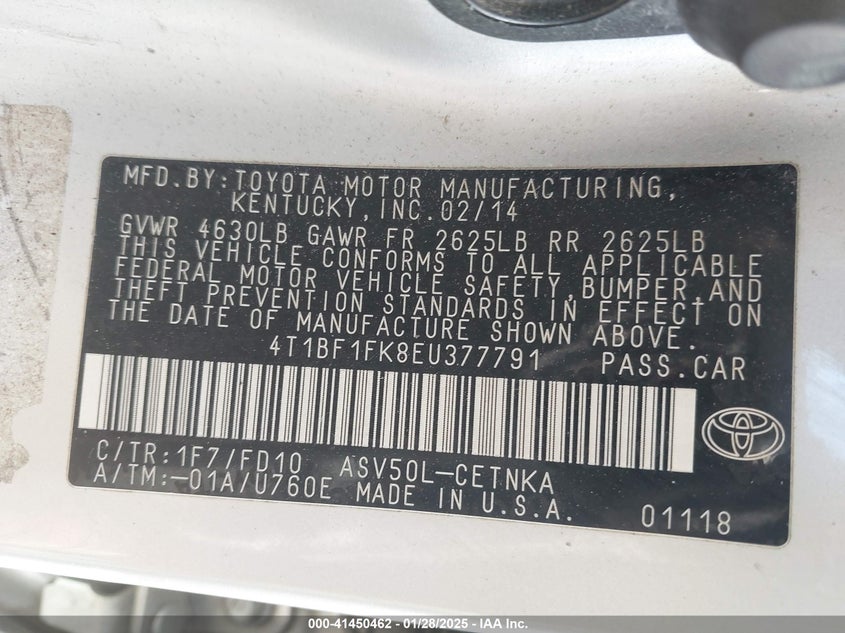 MFD.BY:TOYOTA MOTOR MANUFACTURING,
KENTUCKY,INC.02/14
GVWR 4630LB GAWR FR 2625LB RR 2625LB
THIS VEHICLE CONFORMS TO ALL APPLICABLE
FEDERAL MOTOR VEHICLE SAFETY,BUMPER,AND
THEFT PREVENTION STANDARDS IN EFFECT ON
THE DATE OF MANUFACTURE SHOWN ABOVE.
4T1BF1FK8EU377791 PASS.CAR
C/TR:1F7/FD10 ASV50L-CETNKA
A/TM:-01A/U760E MADE IN U.S.A. 01118
000-41450462 - 01/28/2025 - IAA Inc.